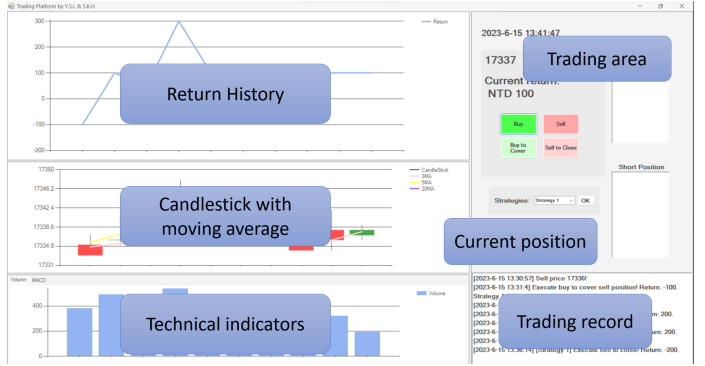 Trading Platform by Y.S.L & S.K.H
300
200
100
0
-100
-200
Return
Return History
17350
17346.2
17342.4
17338.6
17334.8
17331
CandleStick
3MA
5MA
20MA
Candlestick with
moving average
Volumn MACD
400
200
0
Volume
Technical indicators
2023-6-15 13:41:47
17337
Trading area
Current return:
NTD 100
Buy Sell
Buy to
Cover
Sell to Close
Short Position
Strategies: Strategy 1 OK
Current position
[2023-6-15 13:30:57] Sell price 17336!
[2023-6-15 13:31:4] Execute buy to cover sell position! Return: -100.
Strategy
[2023-6- 200.
[2023-6-
[2023-6- 200.
[2023-6-
[2023-6-15 13:36:14] [Strategy 1] Execute sell to close! Return: -200.
Trading record